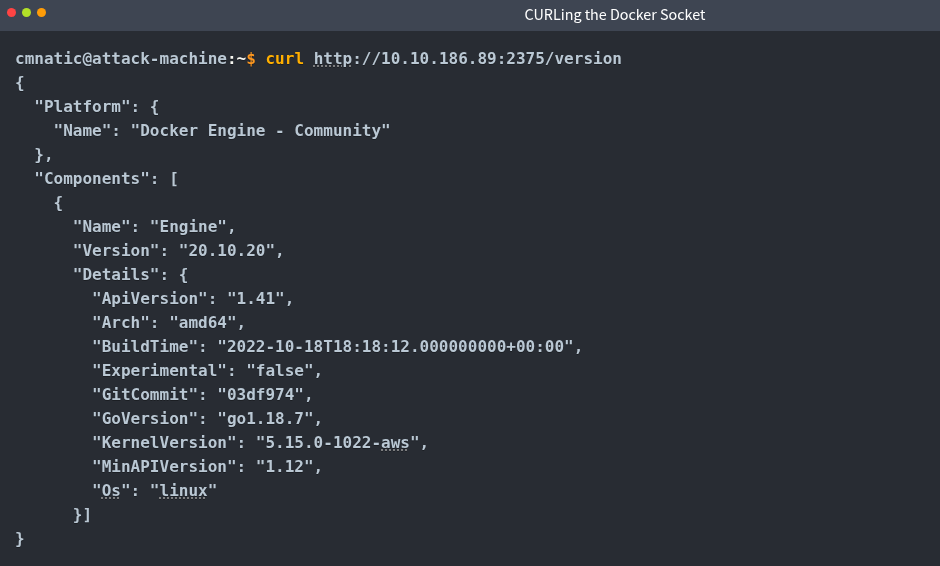 CURLing the Docker Socket
cmnatic@attack-machine:~$ curl http://10.10.186.89:2375/version
{
  "Platform": {
    "Name": "Docker Engine - Community"
  },
  "Components": [
    {
      "Name": "Engine",
      "Version": "20.10.20",
      "Details": {
        "ApiVersion": "1.41",
        "Arch": "amd64",
        "BuildTime": "2022-10-18T18:18:12.000000000+00:00",
        "Experimental": "false",
        "GitCommit": "03df974",
        "GoVersion": "go1.18.7",
        "KernelVersion": "5.15.0-1022-aws",
        "MinAPIVersion": "1.12",
        "Os": "linux"
      }]
}